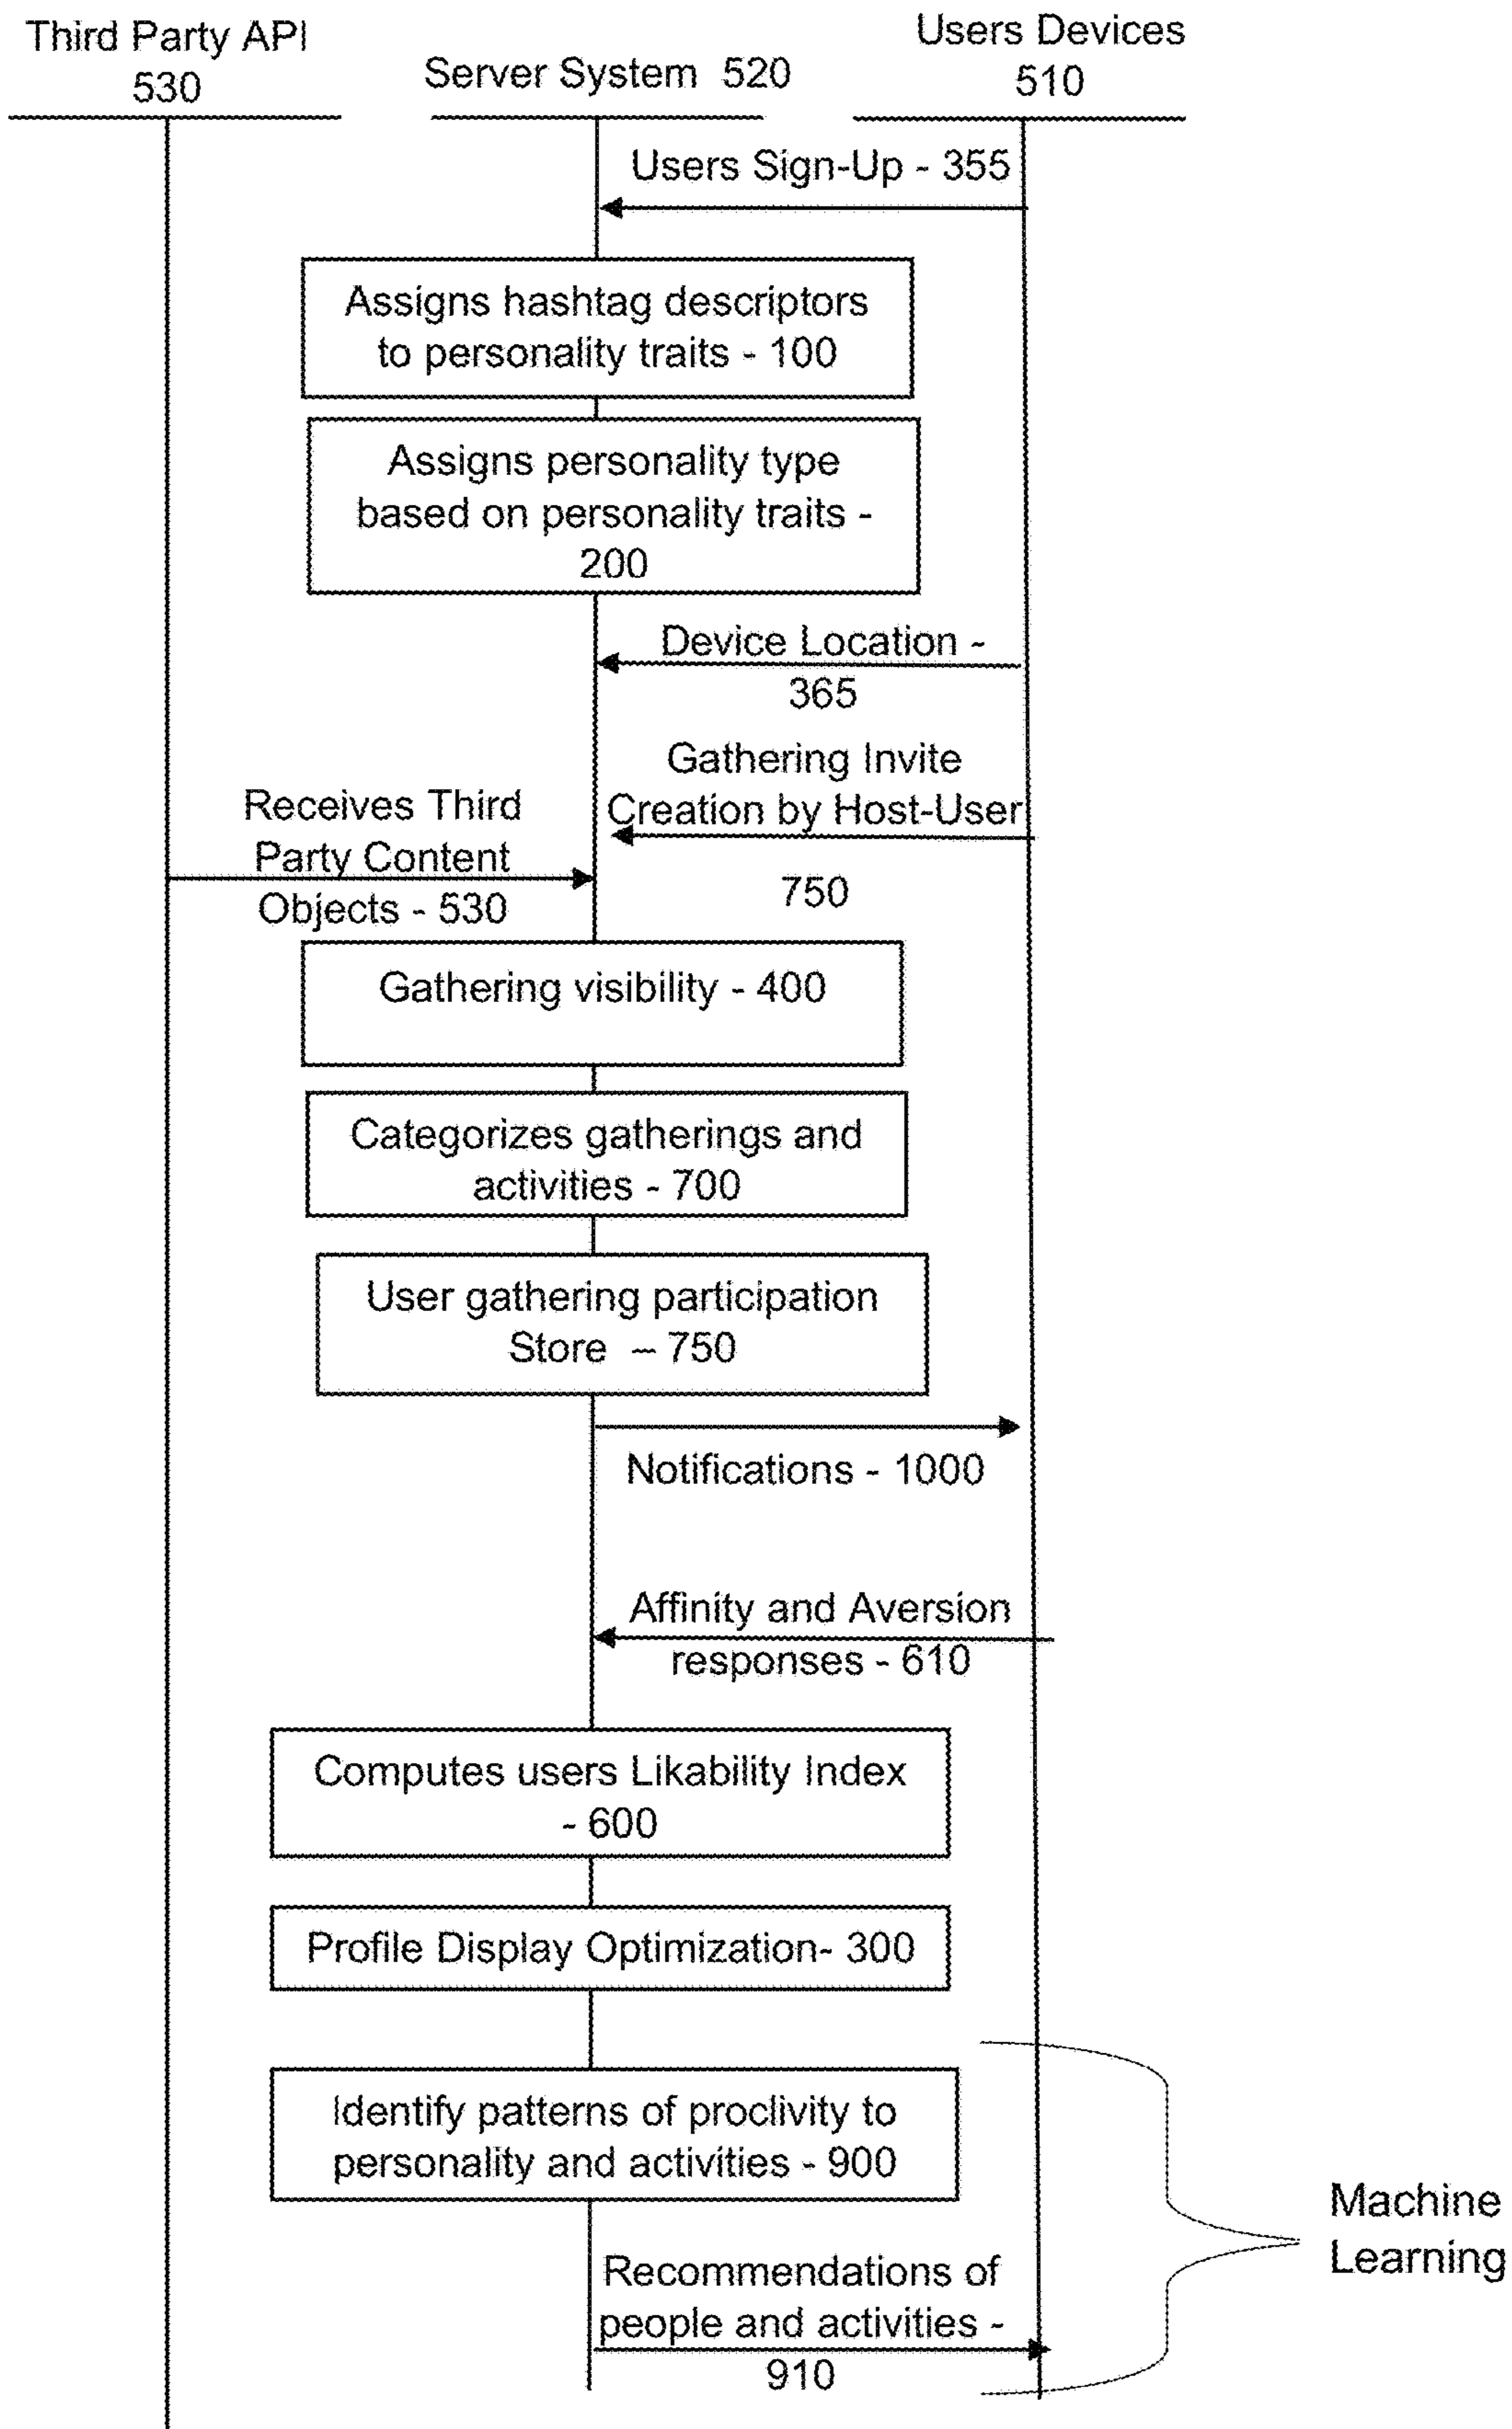 Third Party API
530
Server System 520
Users Devices
510
Users Sign-Up - 355
Assigns hashtag descriptors
to personality traits - 100
Assigns personality type
based on personality traits -
200
Device Location -
365
Gathering Invite
Creation by Host-User
750
Receives Third
Party Content
Objects - 530
Gathering visibility - 400
Categorizes gatherings and
activities - 700
User gathering participation
Store – 750
Notifications - 1000
Affinity and Aversion
responses - 610
Computes users Likability Index
- 600
Profile Display Optimization- 300
Identify patterns of proclivity to
personality and activities - 900
Machine
Learning
Recommendations of
people and activities -
910